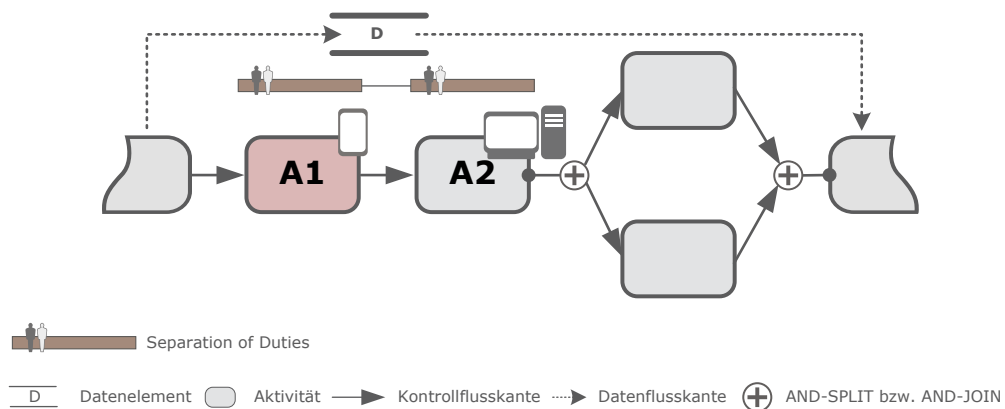 D
A1
A2
Separation of Duties
D Datenelement Aktivität Kontrollflusskante Datenflusskante AND-SPLIT bzw. AND-JOIN